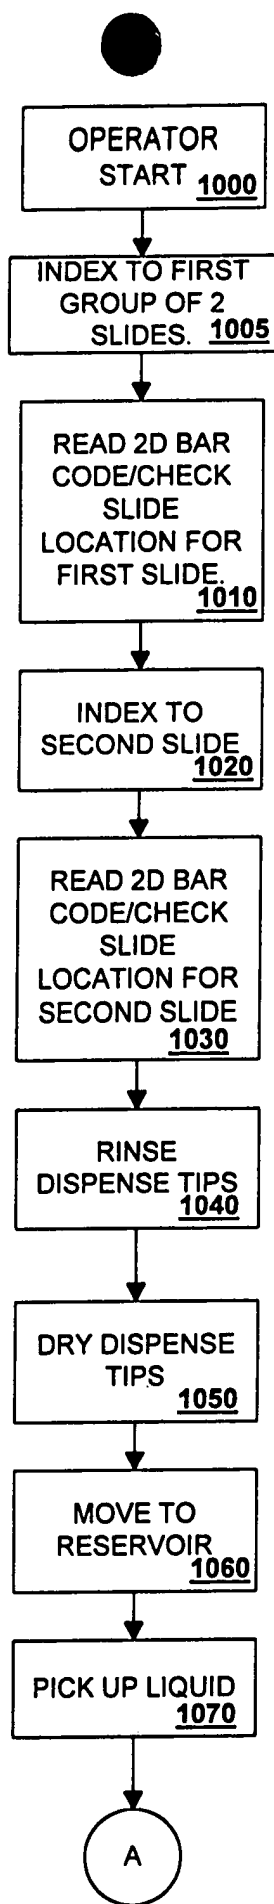 OPERATOR
START 1000
INDEX TO FIRST
GROUP OF 2
SLIDES. 1005
READ 2D BAR
CODE/CHECK
SLIDE
LOCATION FOR
FIRST SLIDE.
1010
INDEX TO
SECOND SLIDE
1020
READ 2D BAR
CODE/CHECK
SLIDE
LOCATION FOR
SECOND SLIDE
1030
RINSE
DISPENSE TIPS
1040
DRY DISPENSE
TIPS
1050
MOVE TO
RESERVOIR
1060
PICK UP LIQUID
1070
A